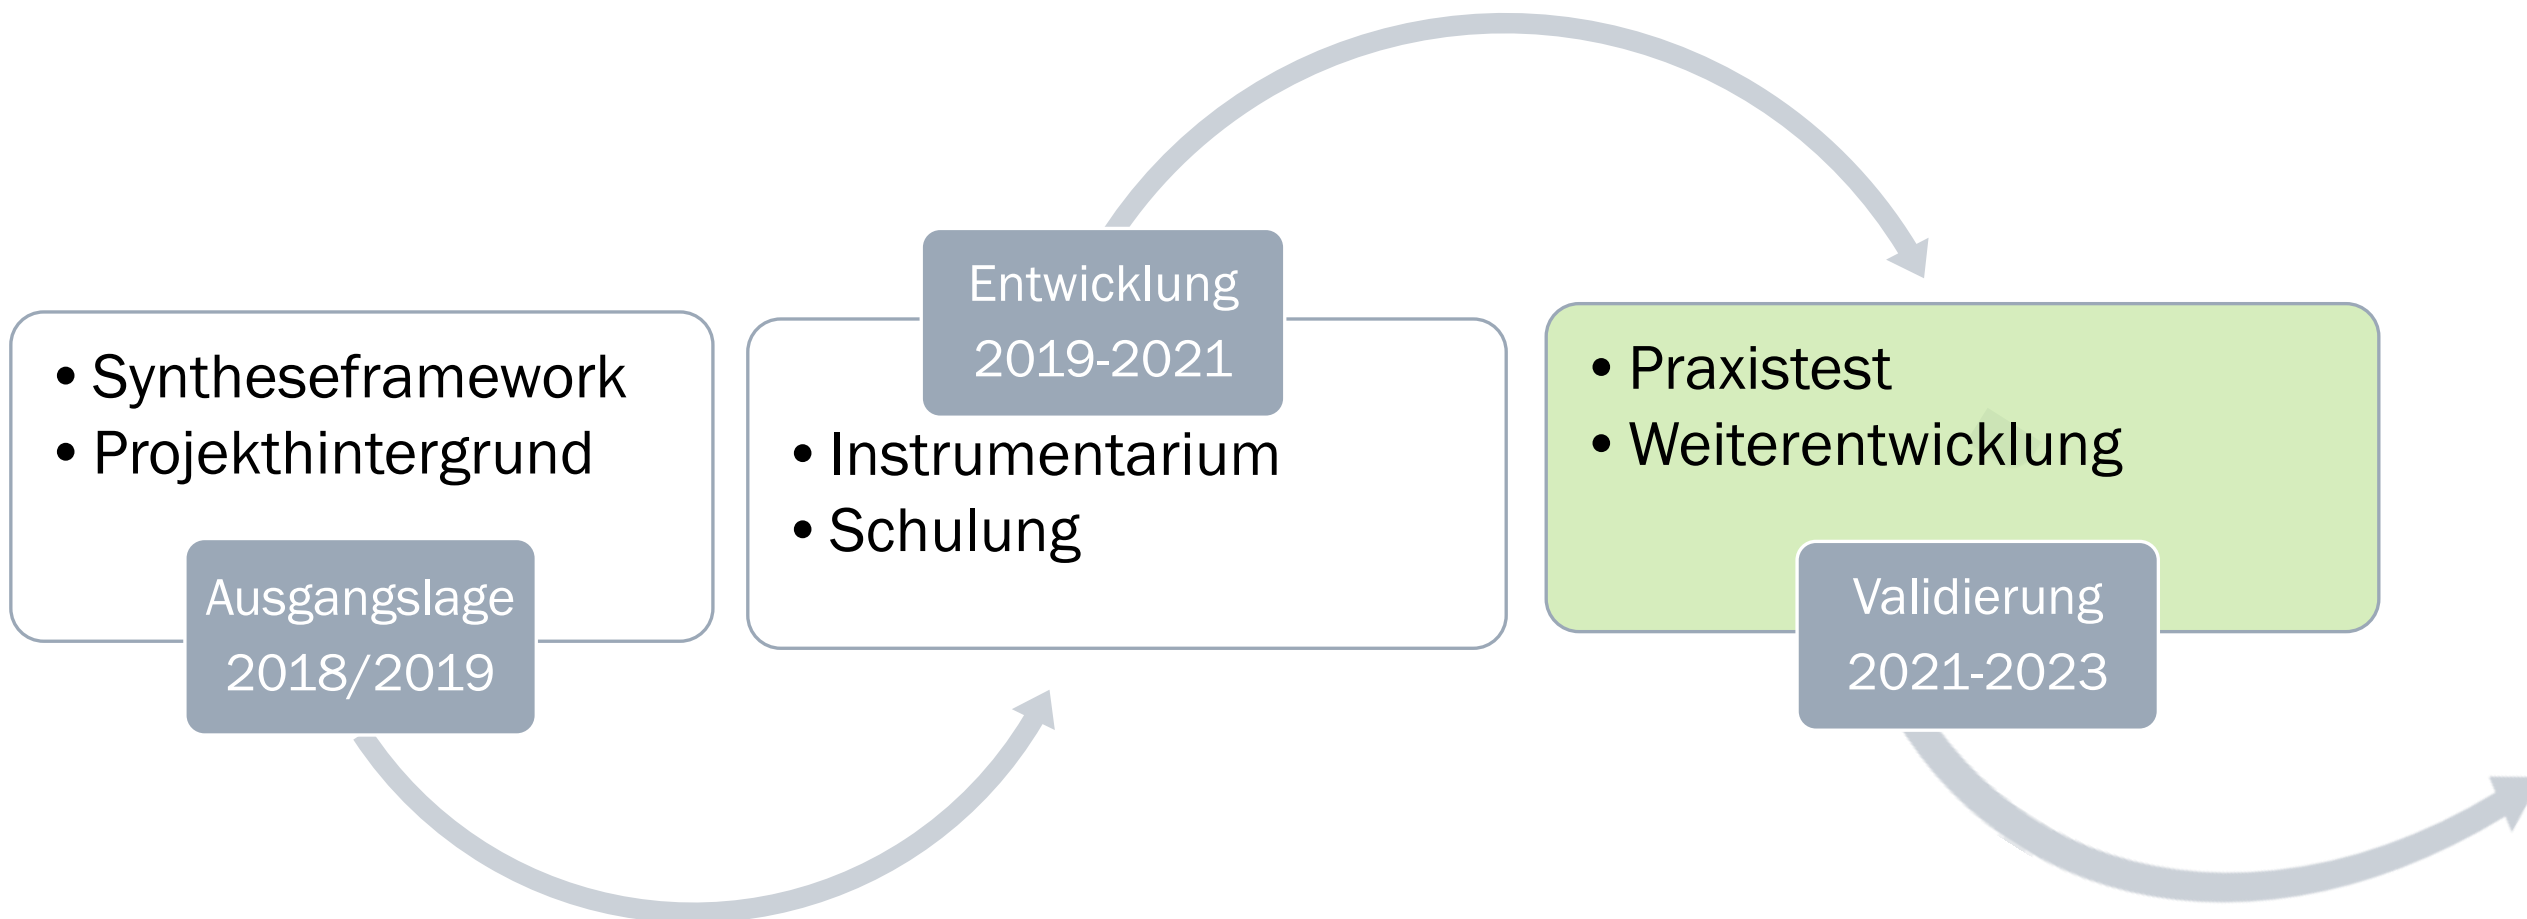 • Syntheseframework
• Projekthintergrund
Ausgangslage
2018/2019
Entwicklung
2019-2021
• Instrumentarium
• Schulung
• Praxistest
• Weiterentwicklung
Validierung
2021-2023